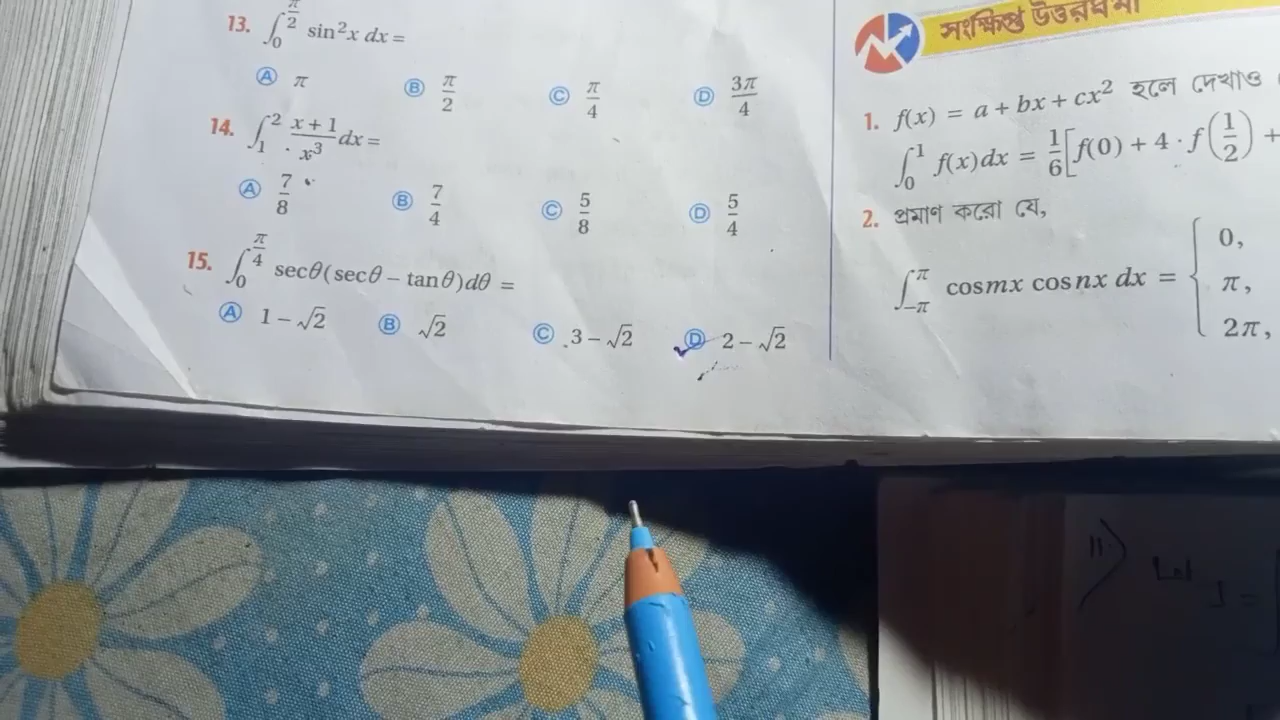 13. ∫₀^{π/2} sin²x dx =
Ⓐ π Ⓑ π/2 Ⓒ π/4 Ⓓ 3π/4
14. ∫₁² (x + 1)/x³ dx =
Ⓐ 7/8 Ⓑ 7/4 Ⓒ 5/8 Ⓓ 5/4
15. ∫₀^{π/4} secθ(secθ – tanθ)dθ =
Ⓐ 1 – √2 Ⓑ √2 Ⓒ 3 – √2 Ⓓ 2 – √2
সংক্ষিপ্ত
1. f(x) = a + bx + cx² হলে দেখাও
∫₀¹ f(x)dx = 1/6[f(0) + 4 · f(1/2) +
2. প্রমাণ করো যে,
∫₋π^π cosmx cosnx dx = { 0,
π,
2π,
11)